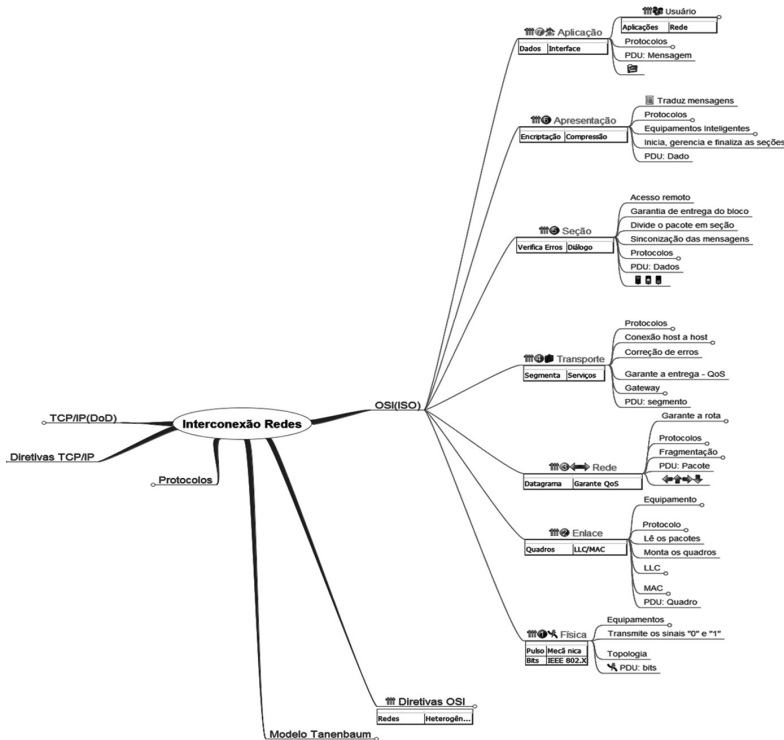 Interconexão Redes
OSI(ISO)
Aplicação
Dados Interface
Usuário
Aplicações Rede
Protocolos
PDU: Mensagem
Apresentação
Encriptação Compressão
Traduz mensagens
Protocolos
Equipamentos Inteligentes
Inicia, gerencia e finaliza as seções
PDU: Dado
Seção
Verifica Erros Diálogo
Acesso remoto
Garantia de entrega do bloco
Divide o pacote em seção
Sinconização das mensagens
Protocolos
PDU: Dados
Transporte
Segmenta Serviços
Protocolos
Conexão host a host
Correção de erros
Garante a entrega - QoS
Gateway
PDU: segmento
Rede
Datagrama Garante QoS
Garante a rota
Protocolos
Fragmentação
PDU: Pacote
Enlace
Quadros LLC/MAC
Equipamento
Protocolo
Lê os pacotes
Monta os quadros
LLC
MAC
PDU: Quadro
Física
Pulso Mecâ nica
Bits IEEE 802.X
Equipamentos
Transmite os sinais "0" e "1"
Topologia
PDU: bits
Diretivas OSI
Redes Heterogên...
Modelo Tanenbaum
Protocolos
Diretivas TCP/IP
TCP/IP(DoD)